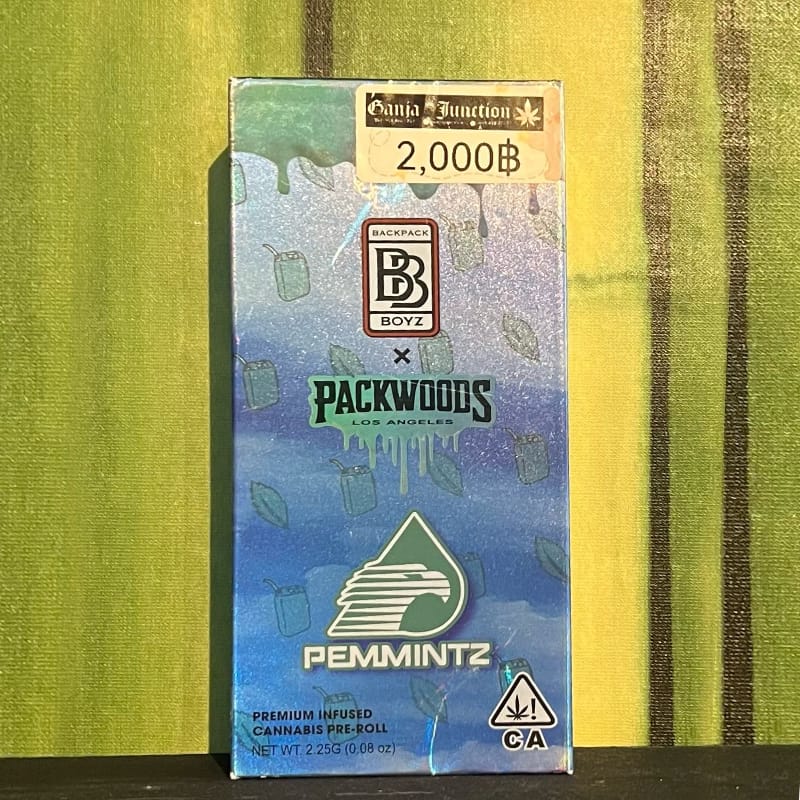 Ganja Junction
2,000฿
BACKPACK
BB
BOYZ
X
PACKWOODS
LOS ANGELES
PEMMINTZ
PREMIUM INFUSED
CANNABIS PRE-ROLL
NET WT. 2.25G (0.08 oz)
!
CA